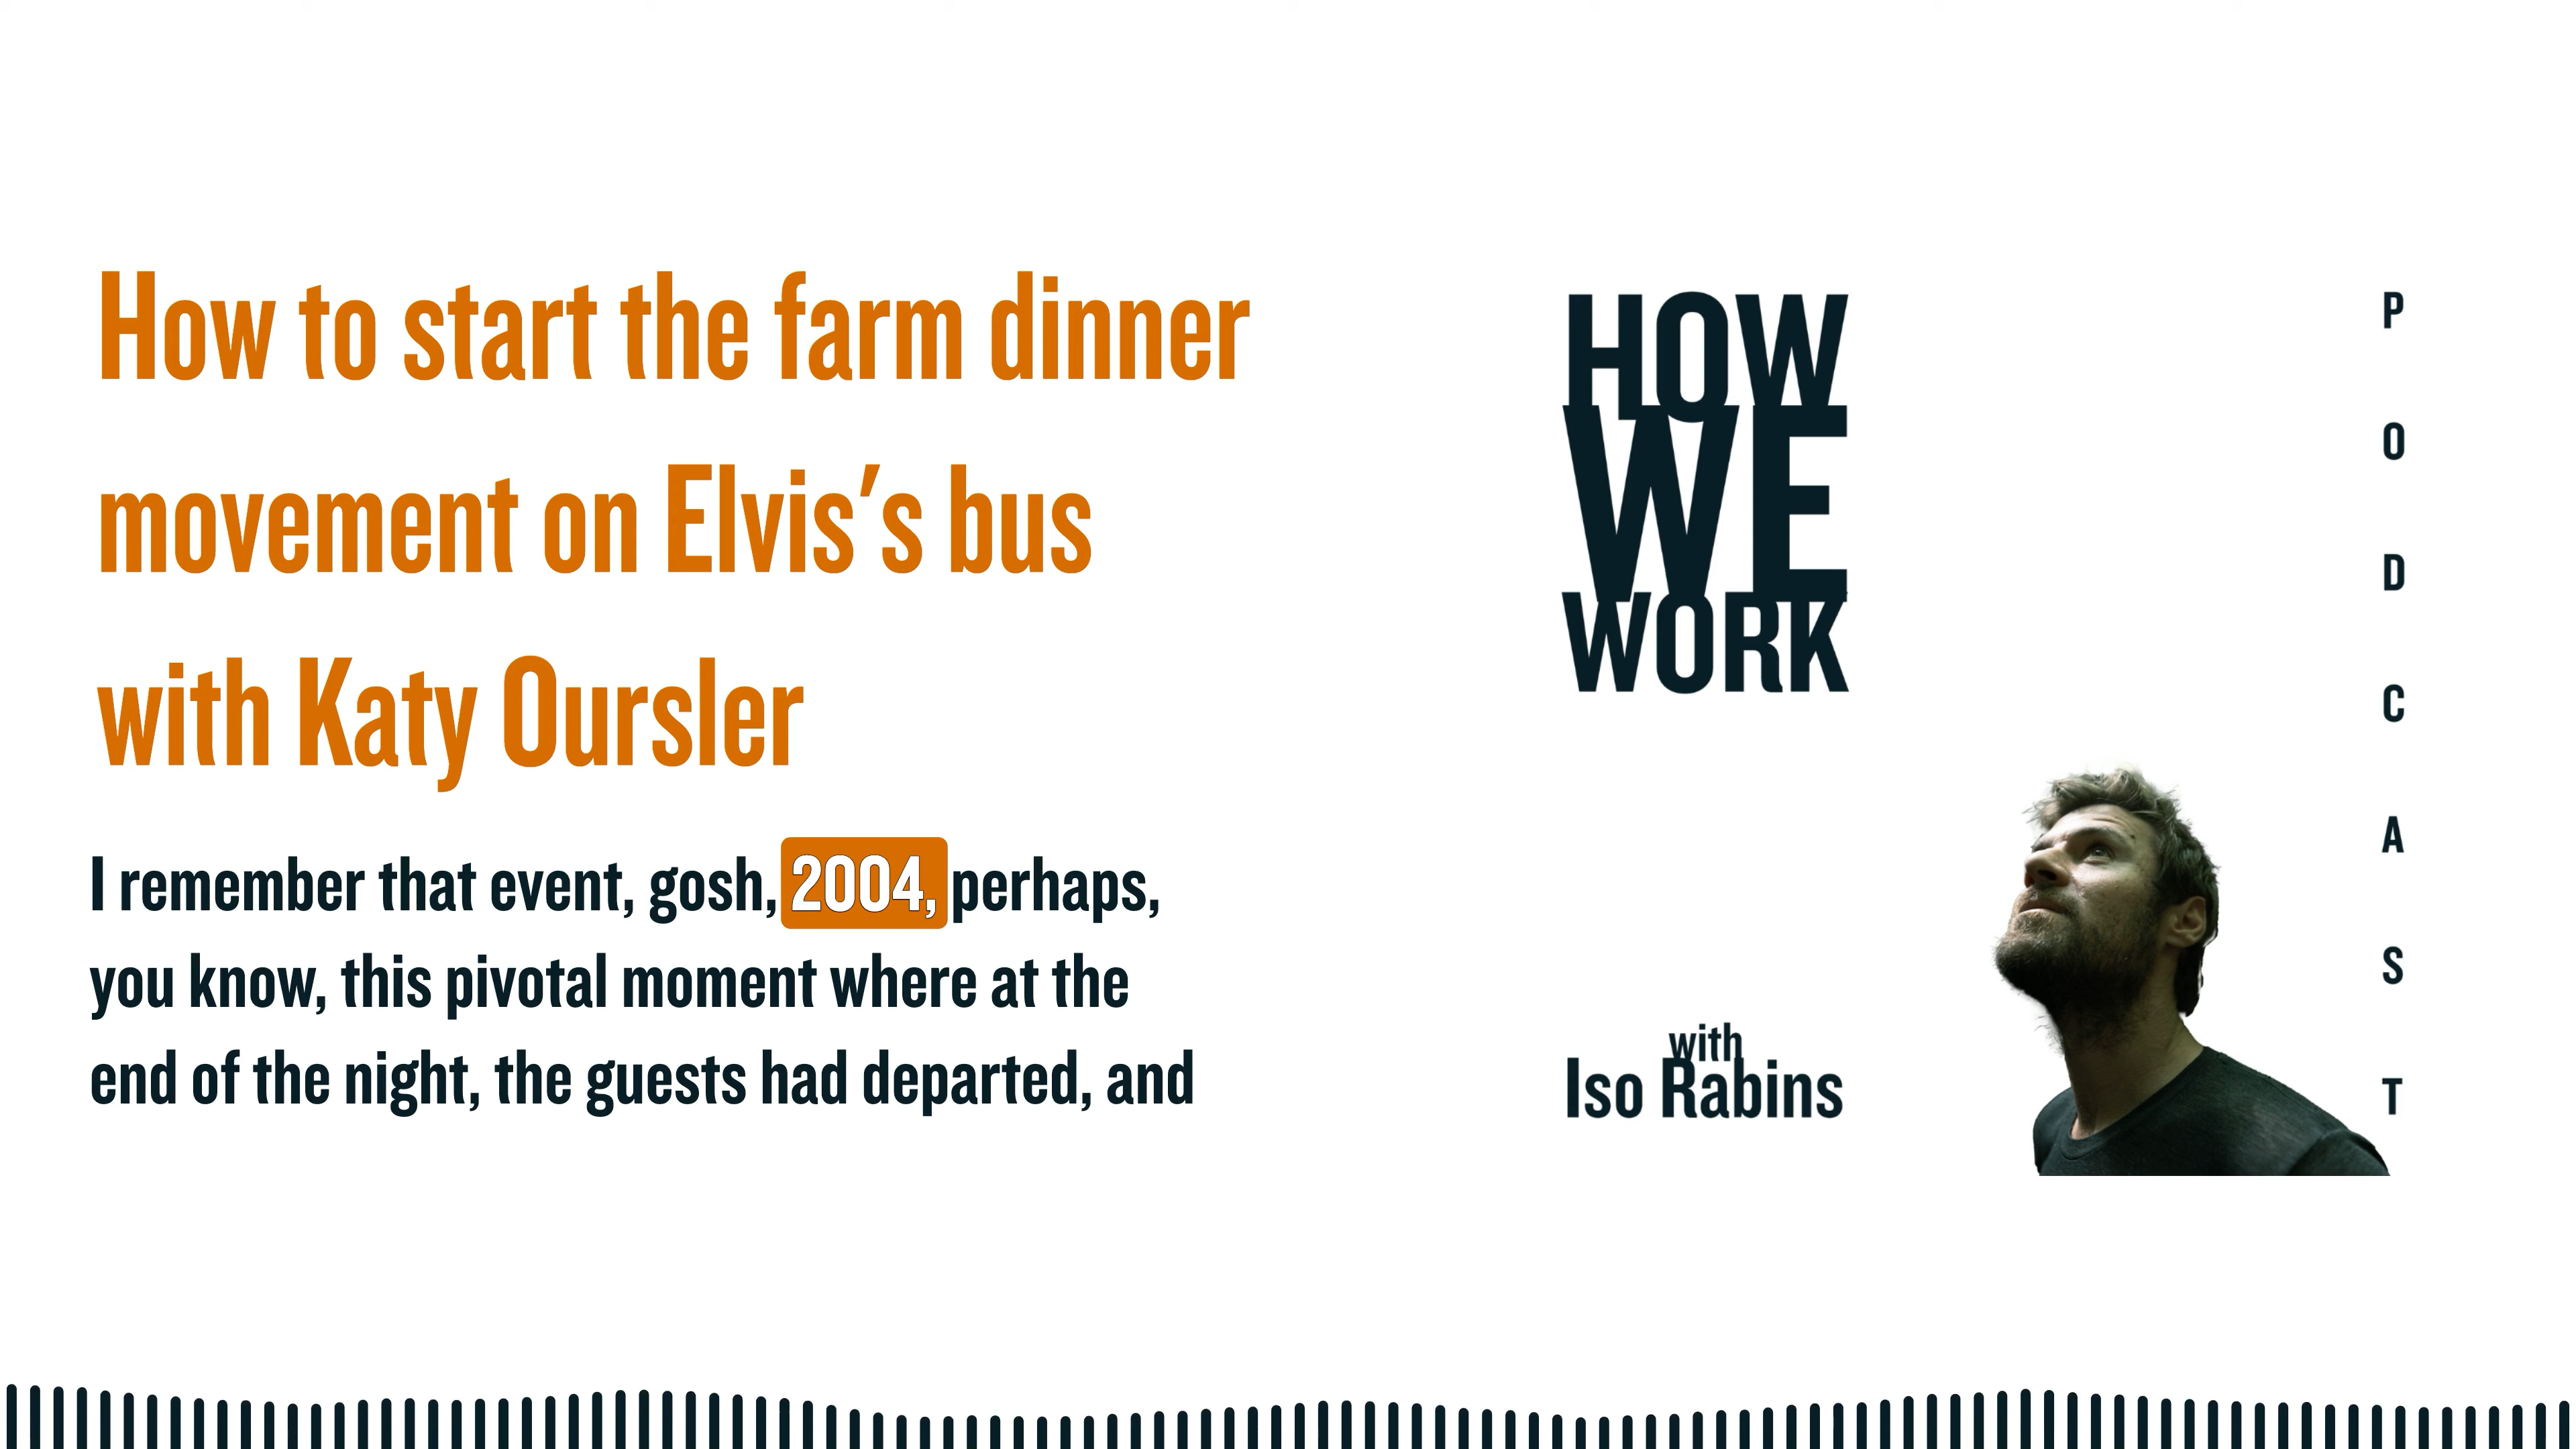 How to start the farm dinner
movement on Elvis's bus
with Katy Oursler
I remember that event, gosh, 2004, perhaps,
you know, this pivotal moment where at the
end of the night, the guests had departed, and
HOW
WE
WORK
with
Iso Rabins
PODCAST